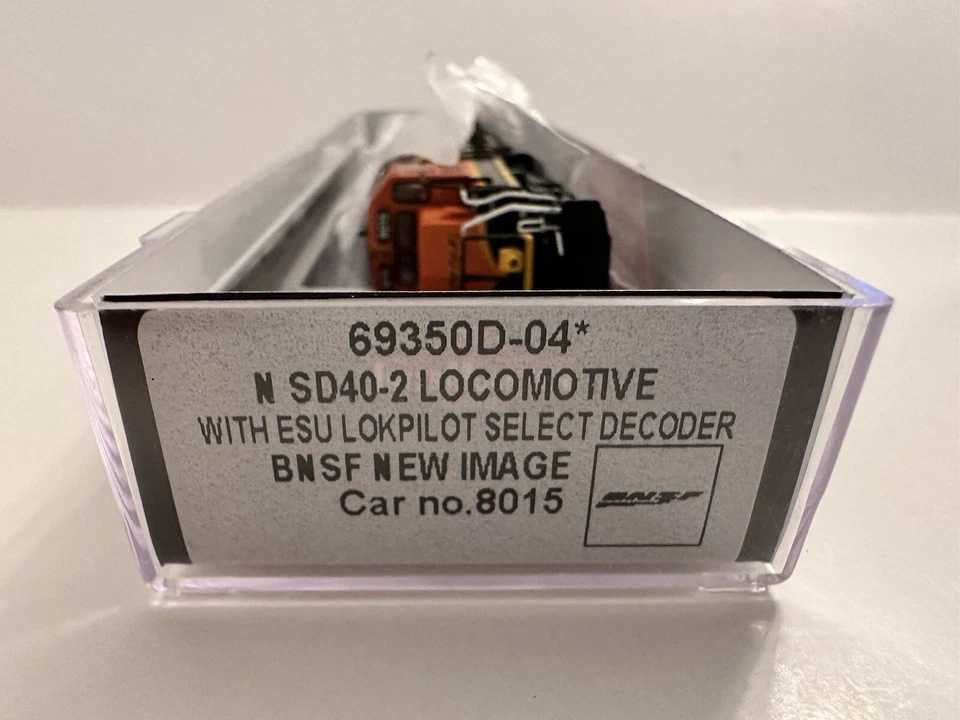 69350D-04*
N SD40-2 LOCOMOTIVE
WITH ESU LOKPILOT SELECT DECODER
BNSF NEW IMAGE
Car no.8015
BNSF